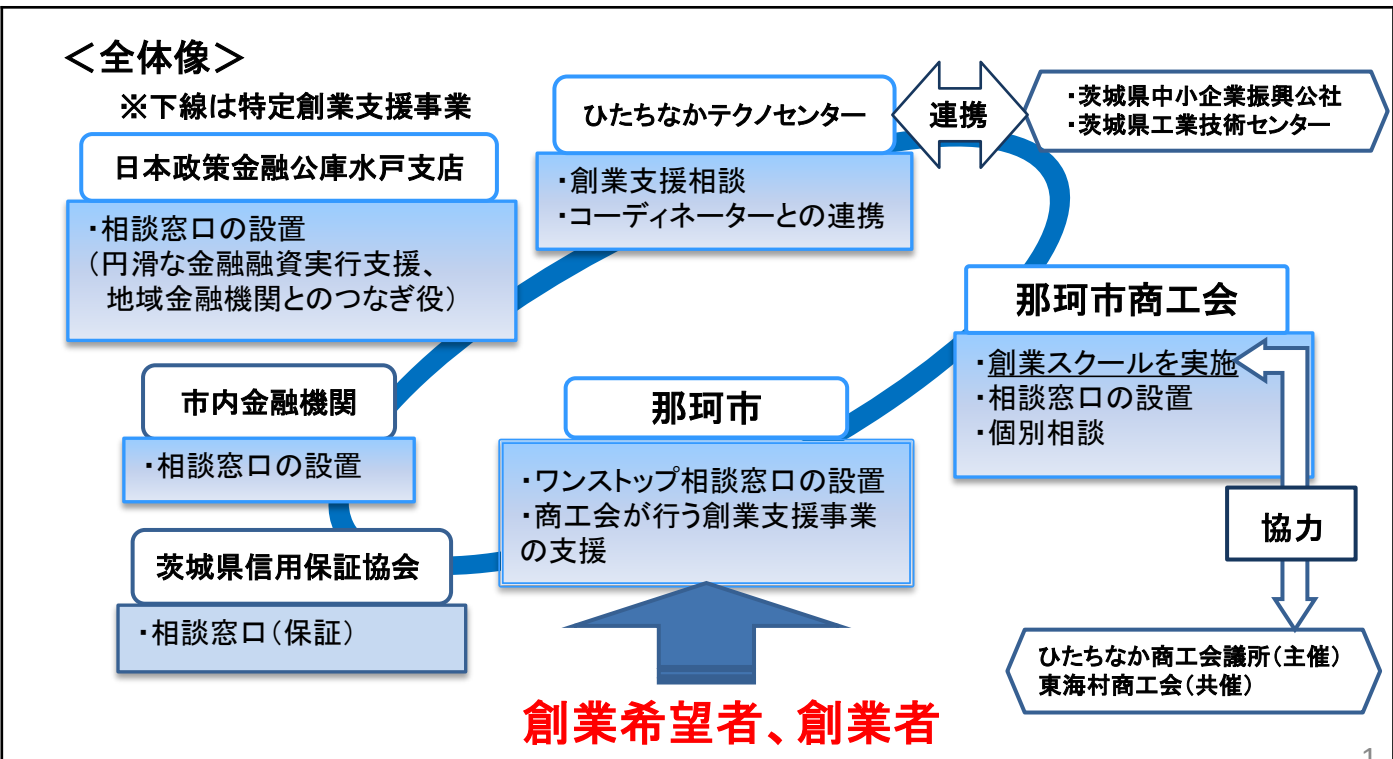 ＜全体像＞
※下線は特定創業支援事業
日本政策金融公庫水戸支店
・相談窓口の設置
（円滑な金融融資実行支援、
地域金融機関とのつなぎ役）
ひたちなかテクノセンター
・創業支援相談
・コーディネーターとの連携
連携
・茨城県中小企業振興公社
・茨城県工業技術センター
那珂市商工会
・創業スクールを実施
・相談窓口の設置
・個別相談
市内金融機関
・相談窓口の設置
那珂市
・ワンストップ相談窓口の設置
・商工会が行う創業支援事業
の支援
茨城県信用保証協会
・相談窓口（保証）
協力
ひたちなか商工会議所（主催）
東海村商工会（共催）
創業希望者、創業者
1